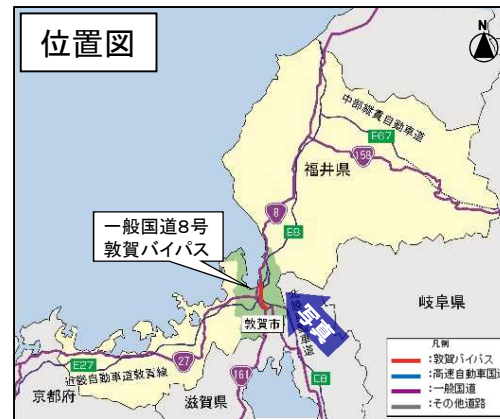 位置図
N
中部縦貫自動車道
E67
158
福井県
8
E8
一般国道8号
敦賀バイパス
写真
岐阜県
敦賀市
E27
27
近畿自動車道敦賀線
161
E8
京都府
滋賀県
凡例
:敦賀バイパス
:高速自動車国道
:一般国道
:その他道路